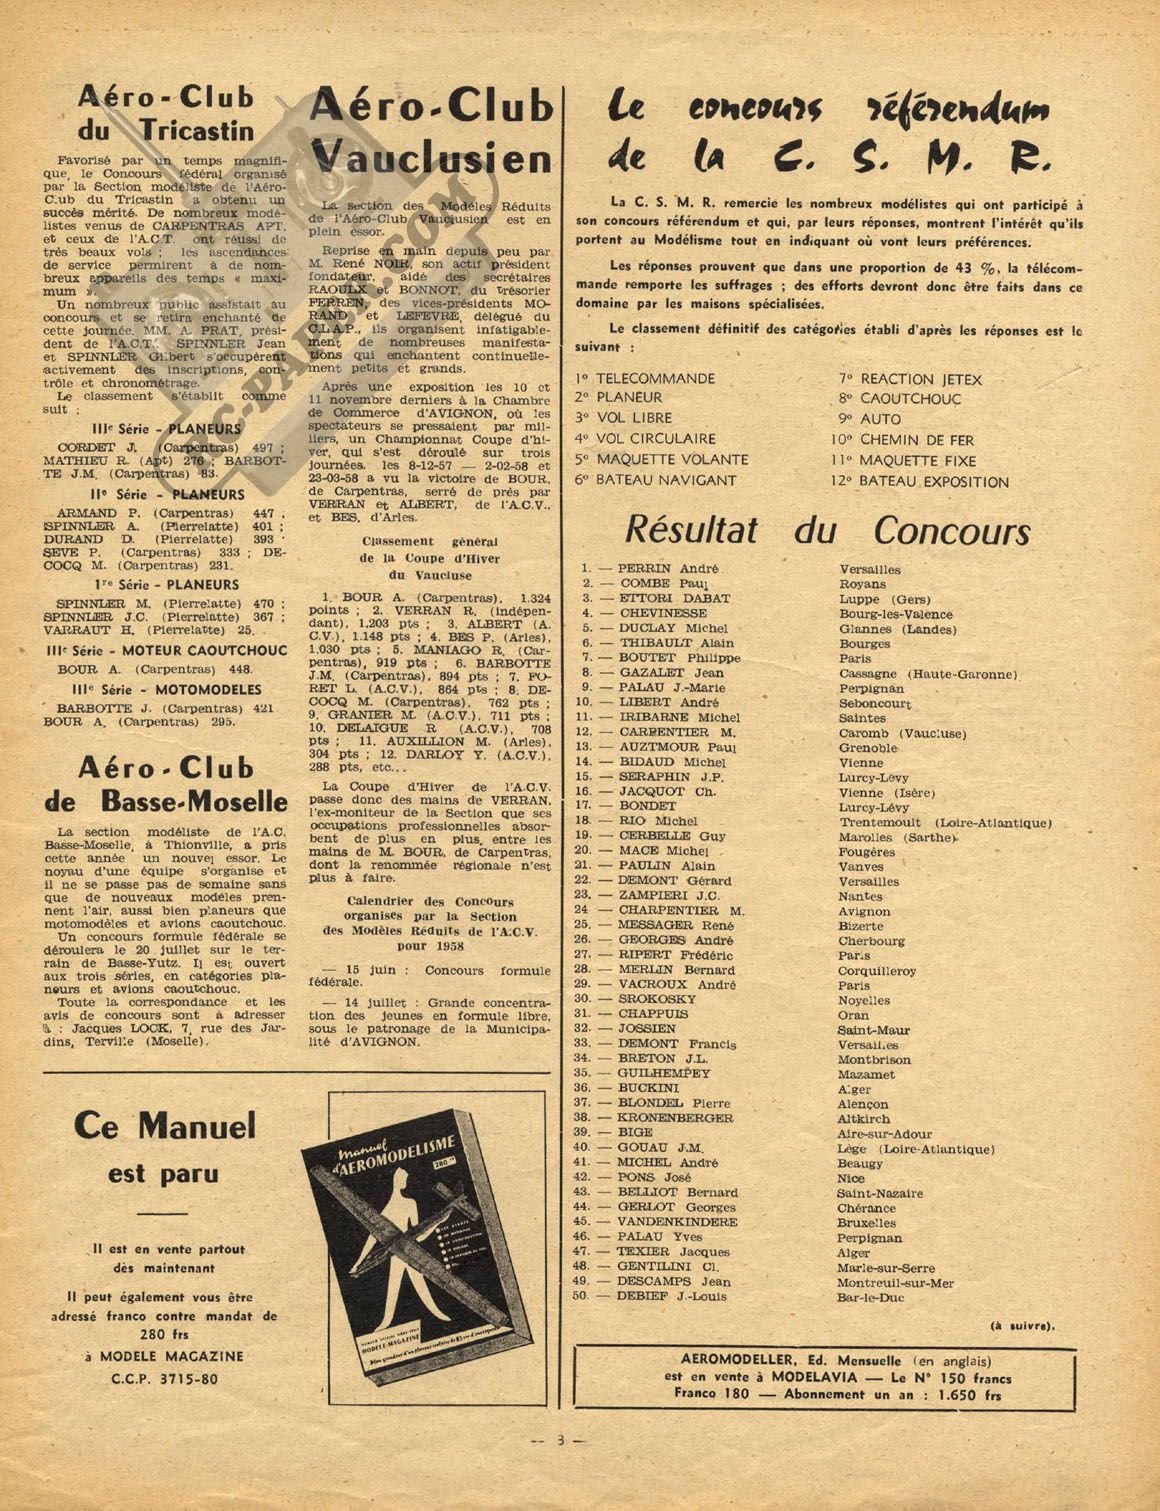 Aéro-Club
du Tricastin
Favorisé par un temps magnifi-
que, le Concours fédéral organisé
par la Section modéliste de l'Aéro-
Club du Tricastin a obtenu un
succès mérité. De nombreux modé-
listes venus de CARPENTRAS, APT,
et ceux de l'A.C.T. ont réussi de
très beaux vols ; les ascendances
de service permirent à de nom-
breux appareils des temps « maxi-
mum ».
Un nombreux public assistait au
concours et se retira enchanté de
cette journée. MM. A. PRAT, prési-
dent de l'A.C.T., SPINNLER Jean
et SPINNLER Gilbert s'occupèrent
activement des inscriptions, con-
trôle et chronométrage.
Le classement s'établit comme
suit :
IIIe Série - PLANEURS
CORDET J. (Carpentras) 497 ;
MATHIEU R. (Apt) 276 ; BARBOT-
TE J.M. (Carpentras) 83.
IIe Série - PLANEURS
ARMAND P. (Carpentras) 447 ,
SPINNLER A. (Pierrelatte) 401 ;
DURAND D. (Pierrelatte) 393
SEVE P. (Carpentras) 333 ; DE-
COCQ M. (Carpentras) 231.
1re Série - PLANEURS
SPINNLER M. (Pierrelatte) 470 ;
SPINNLER J.C. (Pierrelatte) 367 ;
VARRAUT H. (Pierrelatte) 25.
IIIe Série - MOTEUR CAOUTCHOUC
BOUR A. (Carpentras) 448.
IIIe Série - MOTOMODELES
BARBOTTE J. (Carpentras) 421
BOUR A. (Carpentras) 295.
Aéro-Club
de Basse-Moselle
La section modéliste de l'A.C.
Basse-Moselle, à Thionville, a pris
cette année un nouvel essor. Le
noyau d'une équipe s'organise et
il ne se passe pas de semaine sans
que de nouveaux modèles pren-
nent l'air, aussi bien planeurs que
motomodèles et avions caoutchouc.
Un concours formule fédérale se
déroulera le 20 juillet sur le ter-
rain de Basse-Yutz. Il est ouvert
aux trois séries, en catégories pla-
neurs et avions caoutchouc.
Toute la correspondance et les
avis de concours sont à adresser
à : Jacques LOCK, 7, rue des Jar-
dins, Terville (Moselle).
Aéro-Club
Vauclusien
La section des Modèles Réduits
de l'Aéro-Club Vauclusien est en
plein essor.
Reprise en main depuis peu par
M. René NOIR, son actif président
fondateur, aidé des secrétaires
RAOULX et BONNOT, du trésorier
FERREN, des vice-présidents MO-
RAND et LEFEVRE, délégué du
C.L.A.P., ils organisent infatigable-
ment de nombreuses manifesta-
tions qui enchantent continuelle-
ment petits et grands.
Après une exposition les 10 et
11 novembre derniers à la Chambre
de Commerce d'AVIGNON, où les
spectateurs se pressaient par mil-
liers, un Championnat Coupe d'hi-
ver, qui s'est déroulé sur trois
journées, les 8-12-57 — 2-02-58 et
23-03-58 a vu la victoire de BOUR,
de Carpentras, serré de près par
VERRAN et ALBERT, de l'A.C.V.,
et BES, d'Arles.
Classement général
de la Coupe d'Hiver
du Vaucluse
1. BOUR A. (Carpentras), 1.324
points ; 2. VERRAN R. (indépen-
dant), 1.203 pts ; 3. ALBERT (A.
C.V.), 1.148 pts ; 4. BES P. (Arles),
1.030 pts ; 5. MANIAGO R. (Car-
pentras), 919 pts ; 6. BARBOTTE
J.M. (Carpentras), 894 pts ; 7. FO-
RET L. (A.C.V.), 864 pts ; 8. DE-
COCQ M. (Carpentras), 762 pts ;
9. GRANIER M. (A.C.V.), 711 pts ;
10. DELAIGUE R (A.C.V.), 708
pts ; 11. AUXILLION M. (Arles),
304 pts ; 12. DARLOY Y. (A.C.V.),
288 pts, etc...
La Coupe d'Hiver de l'A.C.V.
passe donc des mains de VERRAN,
l'ex-moniteur de la Section que ses
occupations professionnelles absor-
bent de plus en plus, entre les
mains de M. BOUR, de Carpentras,
dont la renommée régionale n'est
plus à faire.
Calendrier des Concours
organisés par la Section
des Modèles Réduits de l'A.C.V.
pour 1958
— 15 juin : Concours formule
fédérale.
— 14 juillet : Grande concentra-
tion des jeunes en formule libre,
sous le patronage de la Municipa-
lité d'AVIGNON.
Ce Manuel
est paru
Il est en vente partout
dès maintenant
Il peut également vous être
adressé franco contre mandat de
280 frs
à MODELE MAGAZINE
C.C.P. 3715-80
manuel
d'AEROMODELISME
280
MODELE-MAGAZINE
Le concours référendum
de la C. S. M. R.
La C. S. M. R. remercie les nombreux modélistes qui ont participé à
son concours référendum et qui, par leurs réponses, montrent l'intérêt qu'ils
portent au Modélisme tout en indiquant où vont leurs préférences.
Les réponses prouvent que dans une proportion de 43 %, la télécom-
mande remporte les suffrages ; des efforts devront donc être faits dans ce
domaine par les maisons spécialisées.
Le classement définitif des catégories établi d'après les réponses est le
suivant :
1o TELECOMMANDE
2o PLANEUR
3o VOL LIBRE
4o VOL CIRCULAIRE
5o MAQUETTE VOLANTE
6o BATEAU NAVIGANT
7o REACTION JETEX
8o CAOUTCHOUC
9o AUTO
10o CHEMIN DE FER
11o MAQUETTE FIXE
12o BATEAU EXPOSITION
Résultat du Concours
1. — PERRIN André Versailles
2. — COMBE Paul Royans
3. — ETTORI DABAT Luppe (Gers)
4. — CHEVINESSE Bourg-les-Valence
5. — DUCLAY Michel Glannes (Landes)
6. — THIBAULT Alain Bourges
7. — BOUTET Philippe Paris
8. — GAZALET Jean Cassagne (Haute-Garonne)
9. — PALAU J.-Marie Perpignan
10. — LIBERT André Seboncourt
11. — IRIBARNE Michel Saintes
12. — CARPENTIER M. Caromb (Vaucluse)
13. — AUZTMOUR Paul Grenoble
14. — BIDAUD Michel Vienne
15. — SERAPHIN J.P. Lurcy-Lévy
16. — JACQUOT Ch. Vienne (Isère)
17. — BONDET Lurcy-Lévy
18. — RIO Michel Trentemoult (Loire-Atlantique)
19. — CERBELLE Guy Marolles (Sarthe)
20. — MACE Michel Fougères
21. — PAULIN Alain Vanves
22. — DEMONT Gérard Versailles
23. — ZAMPIERI J.C. Nantes
24 — CHARPENTIER M. Avignon
25. — MESSAGER René Bizerte
26. — GEORGES André Cherbourg
27. — RIPERT Frédéric Paris
28. — MERLIN Bernard Corquilleroy
29. — VACROUX André Paris
30. — SROKOSKY Noyelles
31. — CHAPPUIS Oran
32. — JOSSIEN Saint-Maur
33. — DEMONT Francis Versailles
34. — BRETON J.L. Montbrison
35. — GUILHEMPEY Mazamet
36. — BUCKINI Alger
37. — BLONDEL Pierre Alençon
38. — KRONENBERGER Altkirch
39. — BIGE Aire-sur-Adour
40. — GOUAU J.M. Lège (Loire-Atlantique)
41. — MICHEL André Beaugy
42. — PONS José Nice
43. — BELLIOT Bernard Saint-Nazaire
44. — GERLOT Georges Chérance
45. — VANDENKINDERE Bruxelles
46. — PALAU Yves Perpignan
47. — TEXIER Jacques Alger
48. — GENTILINI Cl. Marle-sur-Serre
49. — DESCAMPS Jean Montreuil-sur-Mer
50. — DEBIEF J.-Louis Bar-le-Duc
(à suivre).
AEROMODELLER, Ed. Mensuelle (en anglais)
est en vente à MODELAVIA — Le N° 150 francs
Franco 180 — Abonnement un an : 1.650 frs
— 3 —